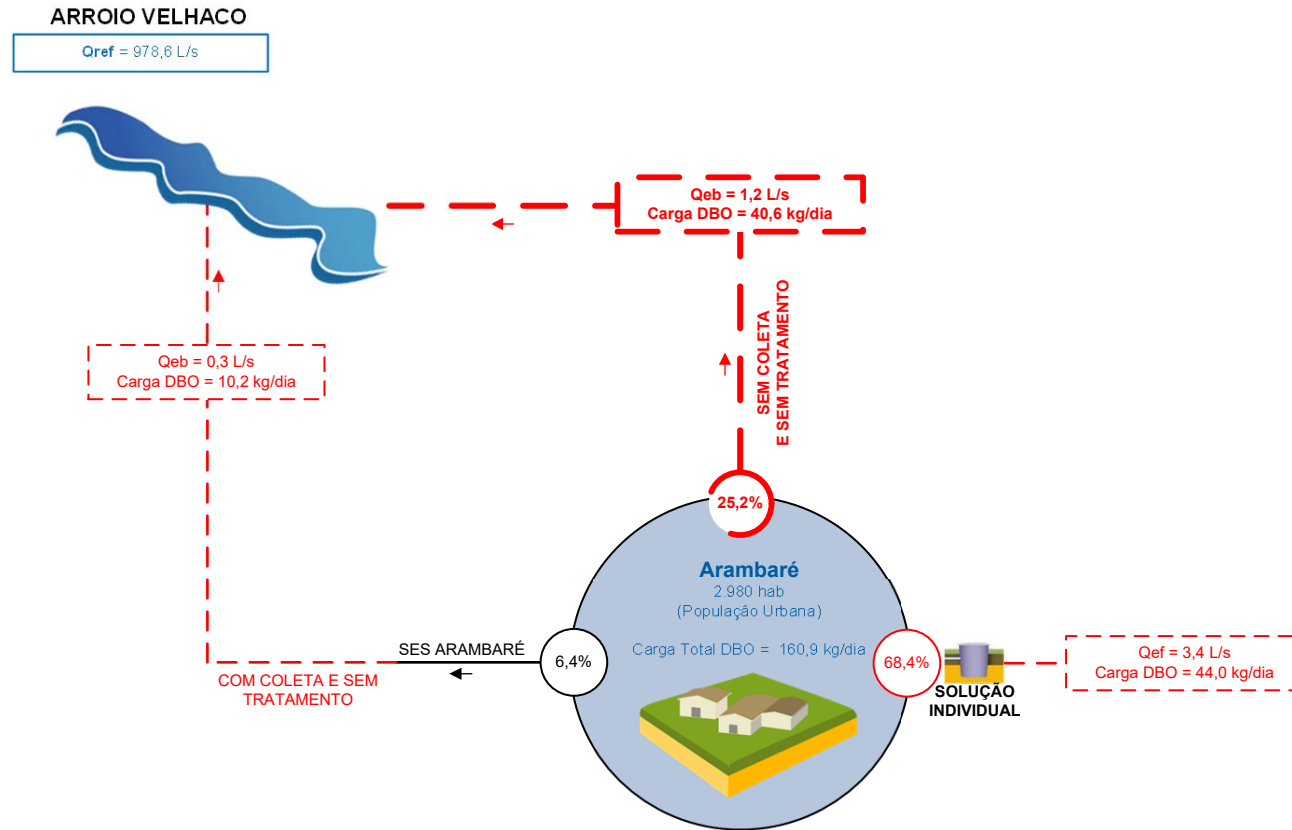 ARROIO VELHACO
Qref = 978,6 L/s
Qeb = 1,2 L/s
Carga DBO = 40,6 kg/dia
SEM COLETA
E SEM TRATAMENTO
Qeb = 0,3 L/s
Carga DBO = 10,2 kg/dia
25,2%
Arambaré
2.980 hab
(População Urbana)
Carga Total DBO = 160,9 kg/dia
SES ARAMBARÉ
6,4%
COM COLETA E SEM
TRATAMENTO
68,4%
SOLUÇÃO
INDIVIDUAL
Qef = 3,4 L/s
Carga DBO = 44,0 kg/dia